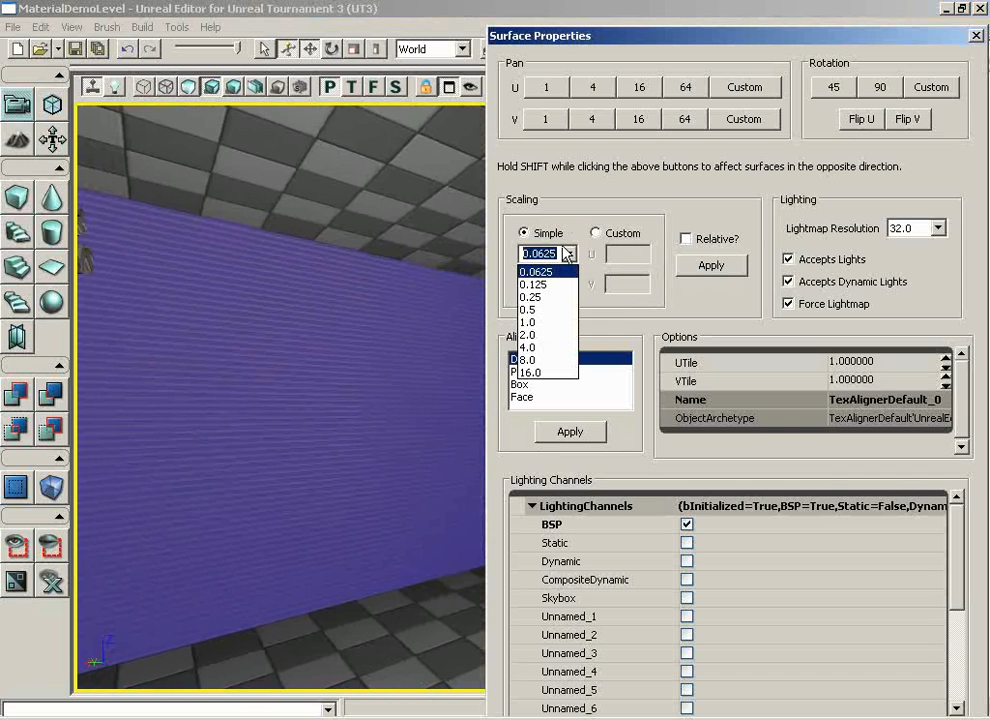 MaterialDemoLevel - Unreal Editor for Unreal Tournament 3 (UT3)
File Edit View Brush Build Tools Help
World
P T F S
Surface Properties
Pan
U 1 4 16 64 Custom
V 1 4 16 64 Custom
Rotation
45 90 Custom
Flip U Flip V
Hold SHIFT while clicking the above buttons to affect surfaces in the opposite direction.
Scaling
Simple Custom
0.0625
U
V
Relative?
Apply
0.0625
0.125
0.25
0.5
1.0
2.0
4.0
8.0
16.0
Lighting
Lightmap Resolution 32.0
Accepts Lights
Accepts Dynamic Lights
Force Lightmap
Box
Face
Apply
Options
UTile 1.000000
VTile 1.000000
Name TexAlignerDefault_0
ObjectArchetype TexAlignerDefault'UnrealE
Lighting Channels
LightingChannels (bInitialized=True,BSP=True,Static=False,Dynam
BSP
Static
Dynamic
CompositeDynamic
Skybox
Unnamed_1
Unnamed_2
Unnamed_3
Unnamed_4
Unnamed_5
Unnamed_6